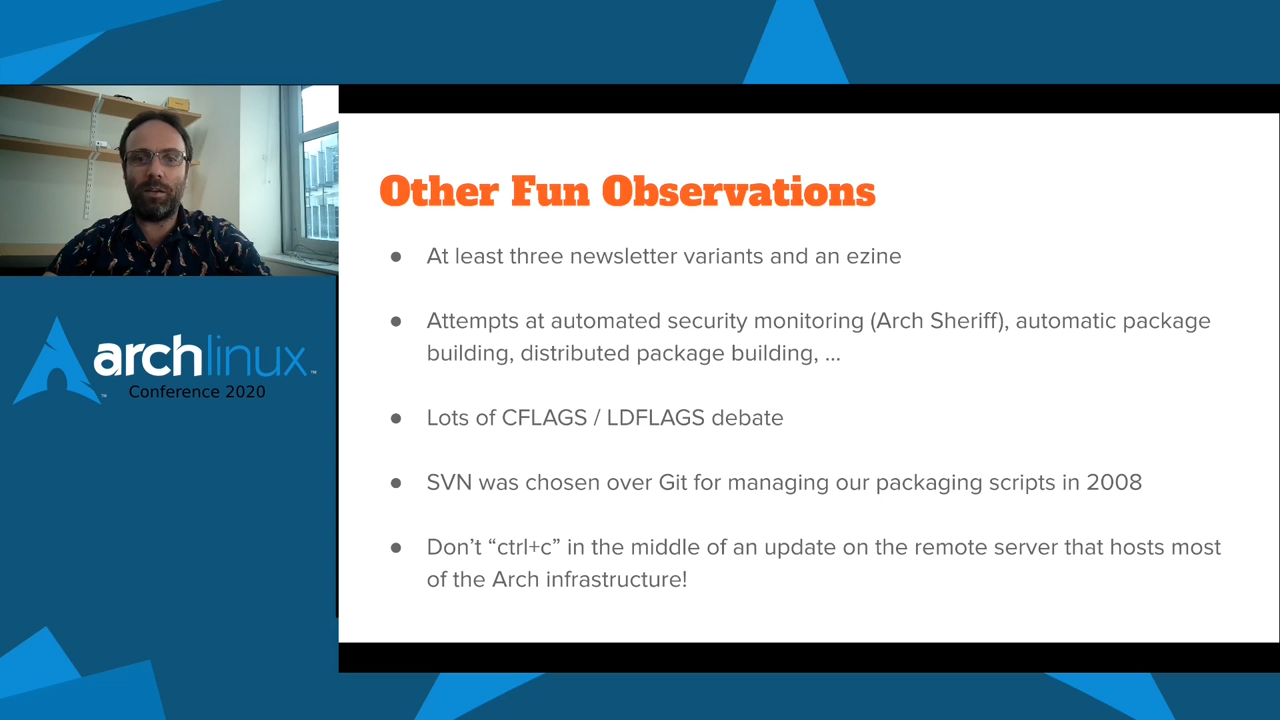 Other Fun Observations
● At least three newsletter variants and an ezine
● Attempts at automated security monitoring (Arch Sheriff), automatic package
building, distributed package building, ...
● Lots of CFLAGS / LDFLAGS debate
● SVN was chosen over Git for managing our packaging scripts in 2008
● Don’t “ctrl+c” in the middle of an update on the remote server that hosts most
of the Arch infrastructure!
archlinux™
™
Conference 2020